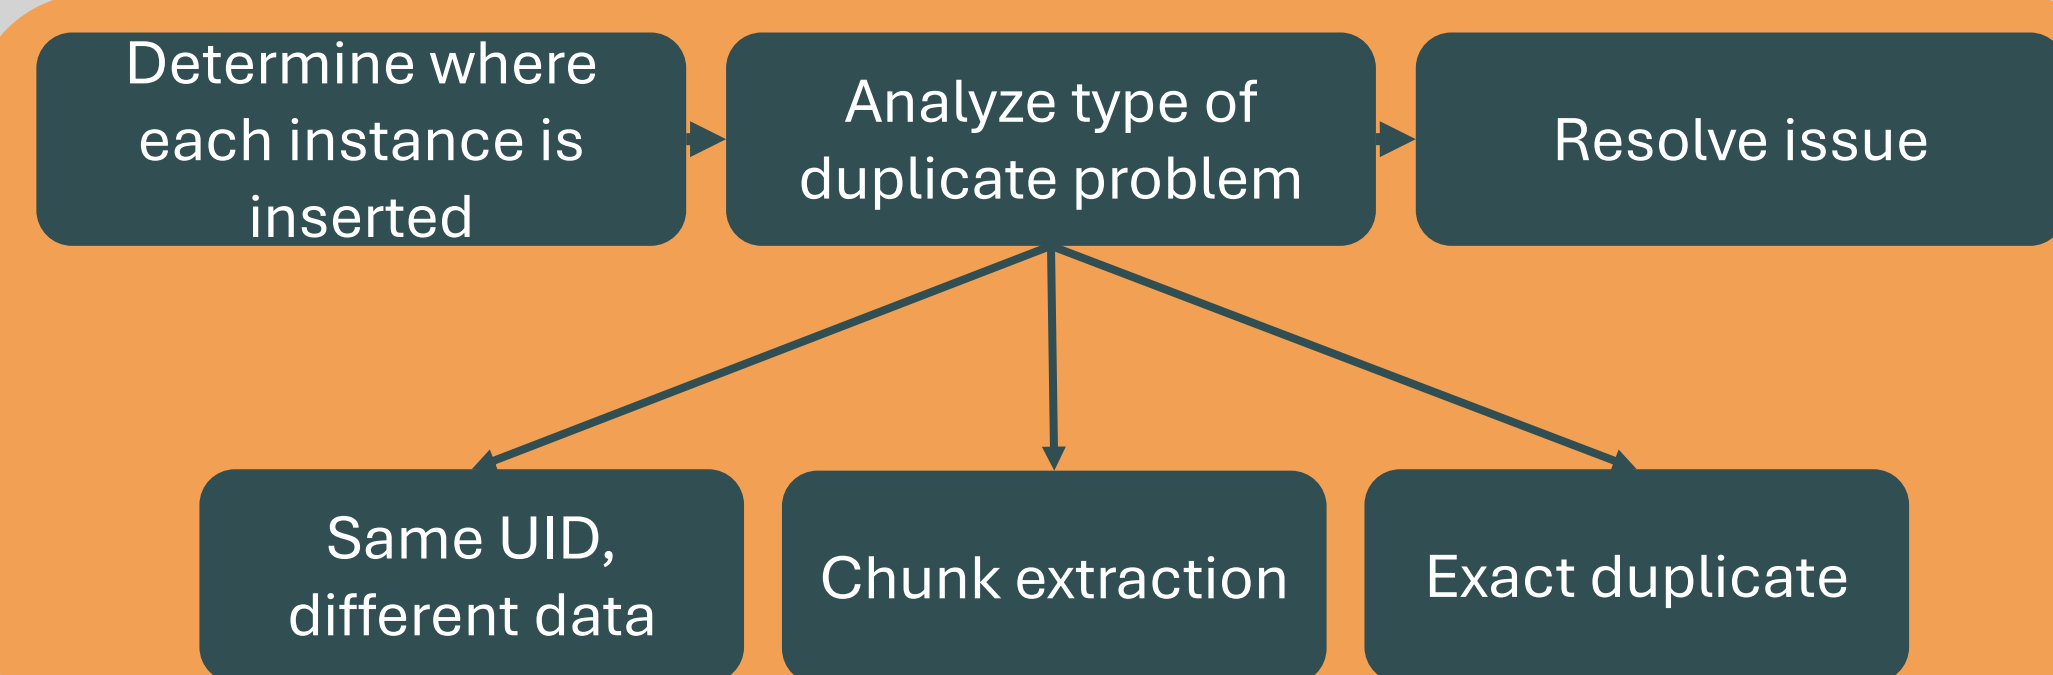 Determine where
each instance is
inserted
Analyze type of
duplicate problem
Resolve issue
Same UID,
different data
Chunk extraction
Exact duplicate